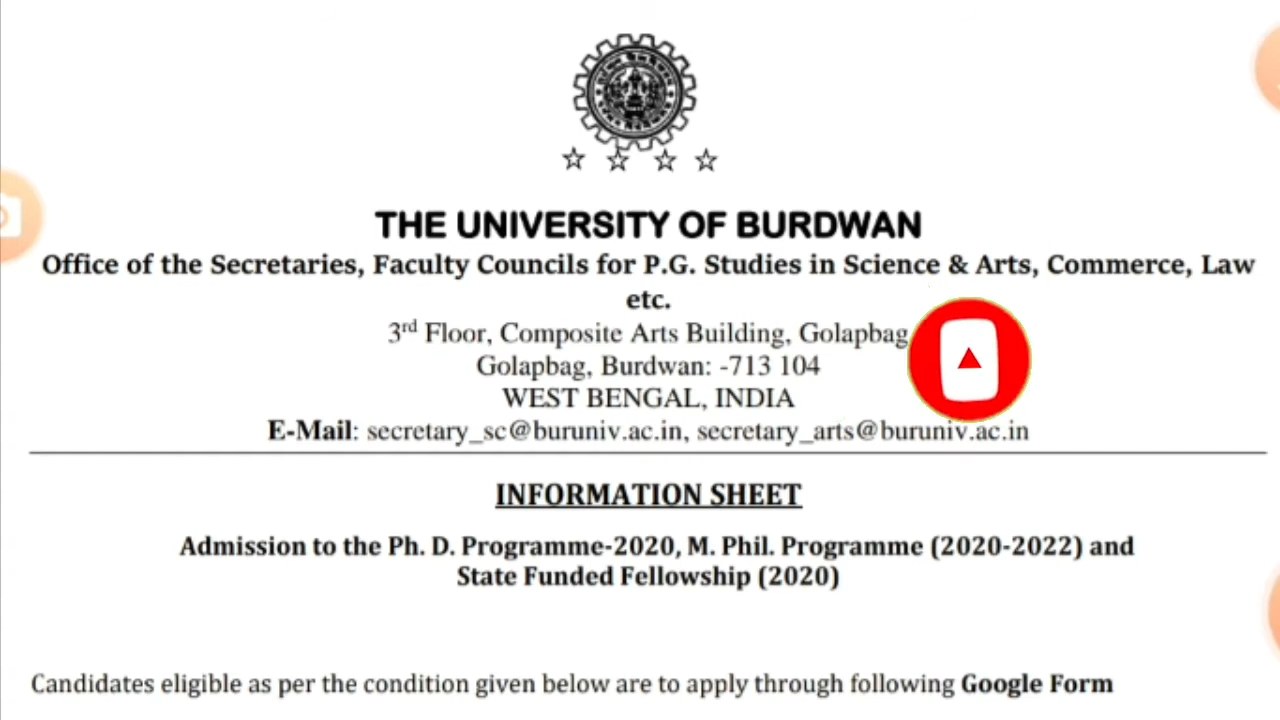 THE UNIVERSITY OF BURDWAN
Office of the Secretaries, Faculty Councils for P.G. Studies in Science & Arts, Commerce, Law
etc.
3rd Floor, Composite Arts Building, Golapbag
Golapbag, Burdwan: -713 104
WEST BENGAL, INDIA
E-Mail: secretary_sc@buruniv.ac.in, secretary_arts@buruniv.ac.in
INFORMATION SHEET
Admission to the Ph. D. Programme-2020, M. Phil. Programme (2020-2022) and
State Funded Fellowship (2020)
Candidates eligible as per the condition given below are to apply through following Google Form